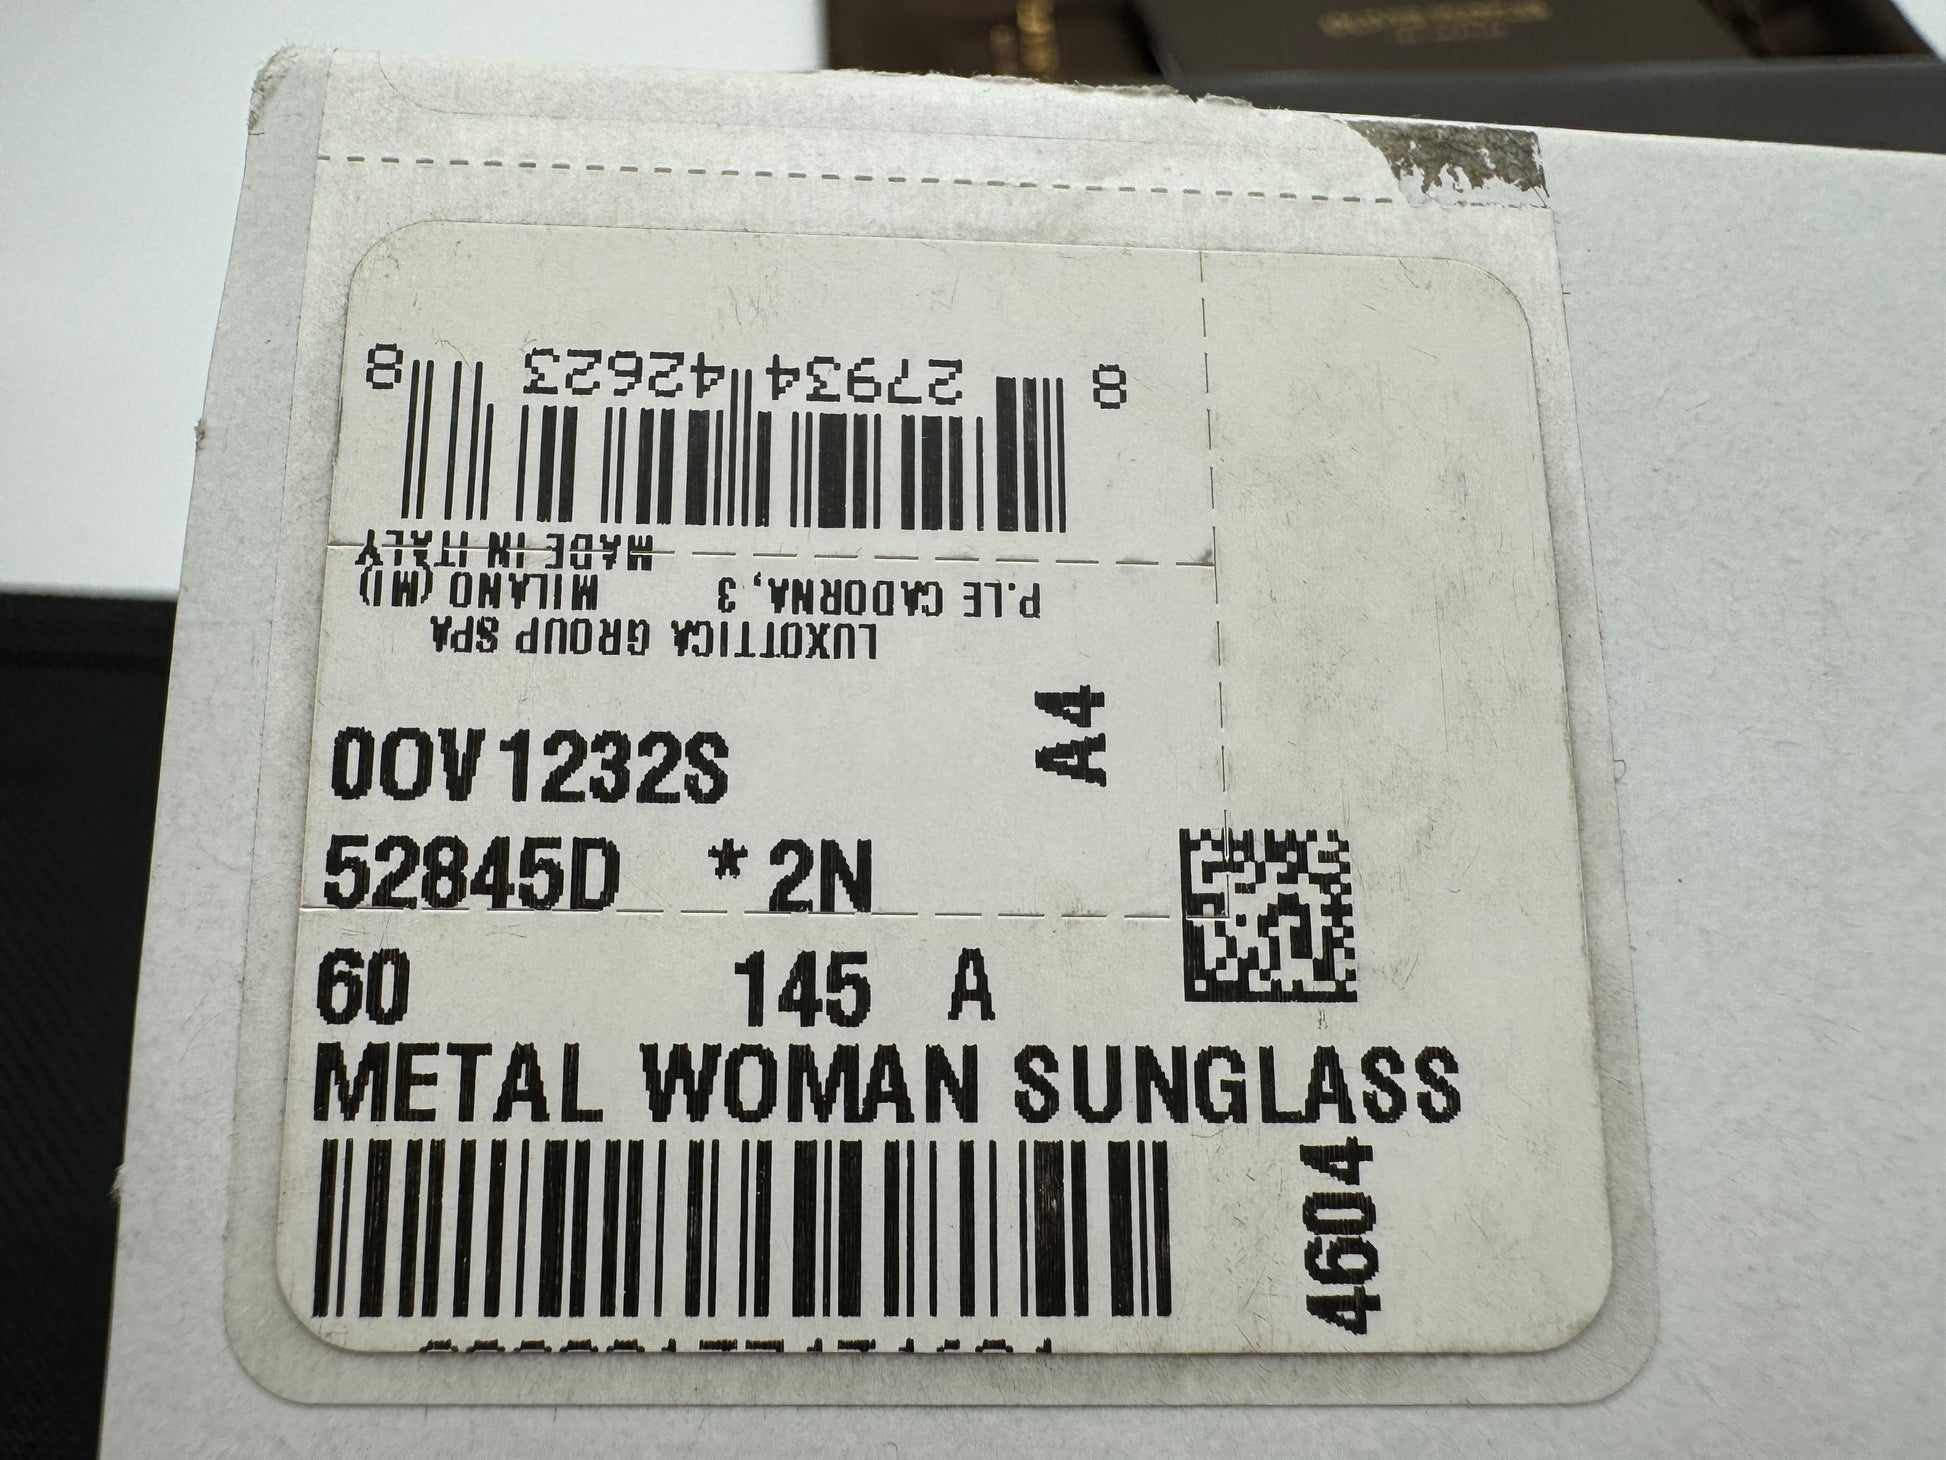 8 27934 42623 8
LUXOTTICA GROUP SPA
P.LE CADORNA, 3 MILANO (MI)
MADE IN ITALY
A4
0OV1232S
52845D *2N
60 145 A
METAL WOMAN SUNGLASS
4604